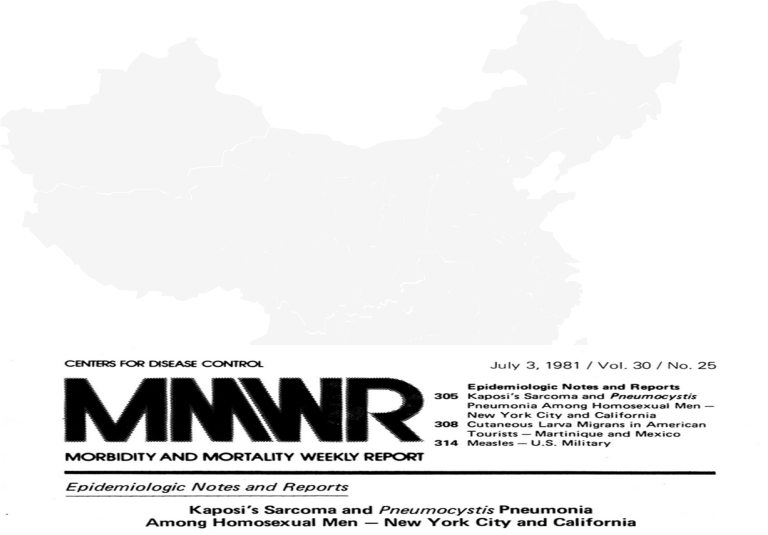 CENTERS FOR DISEASE CONTROL
July 3, 1981 / Vol. 30 / No. 25
MMWR
MORBIDITY AND MORTALITY WEEKLY REPORT
Epidemiologic Notes and Reports
305 Kaposi's Sarcoma and Pneumocystis
Pneumonia Among Homosexual Men —
New York City and California
308 Cutaneous Larva Migrans in American
Tourists — Martinique and Mexico
314 Measles — U.S. Military
Epidemiologic Notes and Reports
Kaposi's Sarcoma and Pneumocystis Pneumonia
Among Homosexual Men — New York City and California